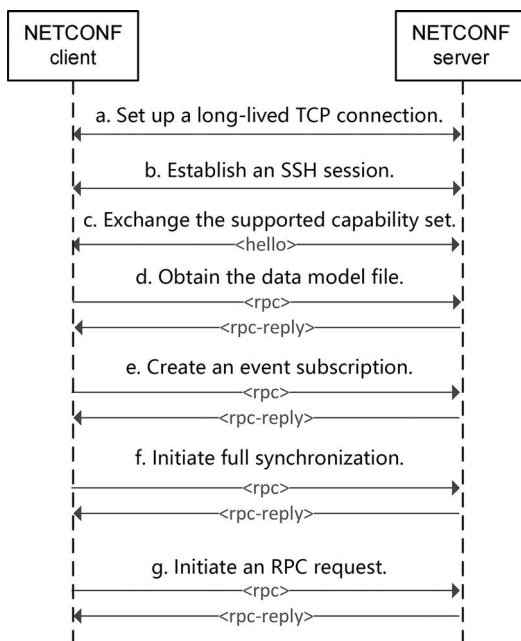 NETCONF
client
NETCONF
server
a. Set up a long-lived TCP connection.
b. Establish an SSH session.
c. Exchange the supported capability set.
<hello>
d. Obtain the data model file.
<rpc>
<rpc-reply>
e. Create an event subscription.
<rpc>
<rpc-reply>
f. Initiate full synchronization.
<rpc>
<rpc-reply>
g. Initiate an RPC request.
<rpc>
<rpc-reply>